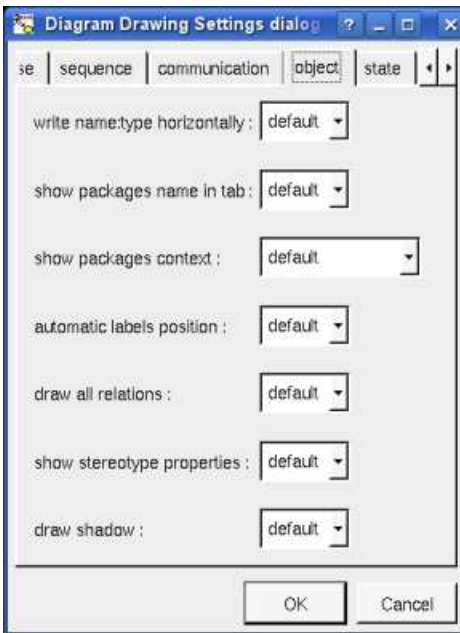 Diagram Drawing Settings dialog ?
se sequence communication object state
write name:type horizontally : default
show packages name in tab : default
show packages context : default
automatic labels position : default
draw all relations : default
show stereotype properties : default
draw shadow : default
OK Cancel